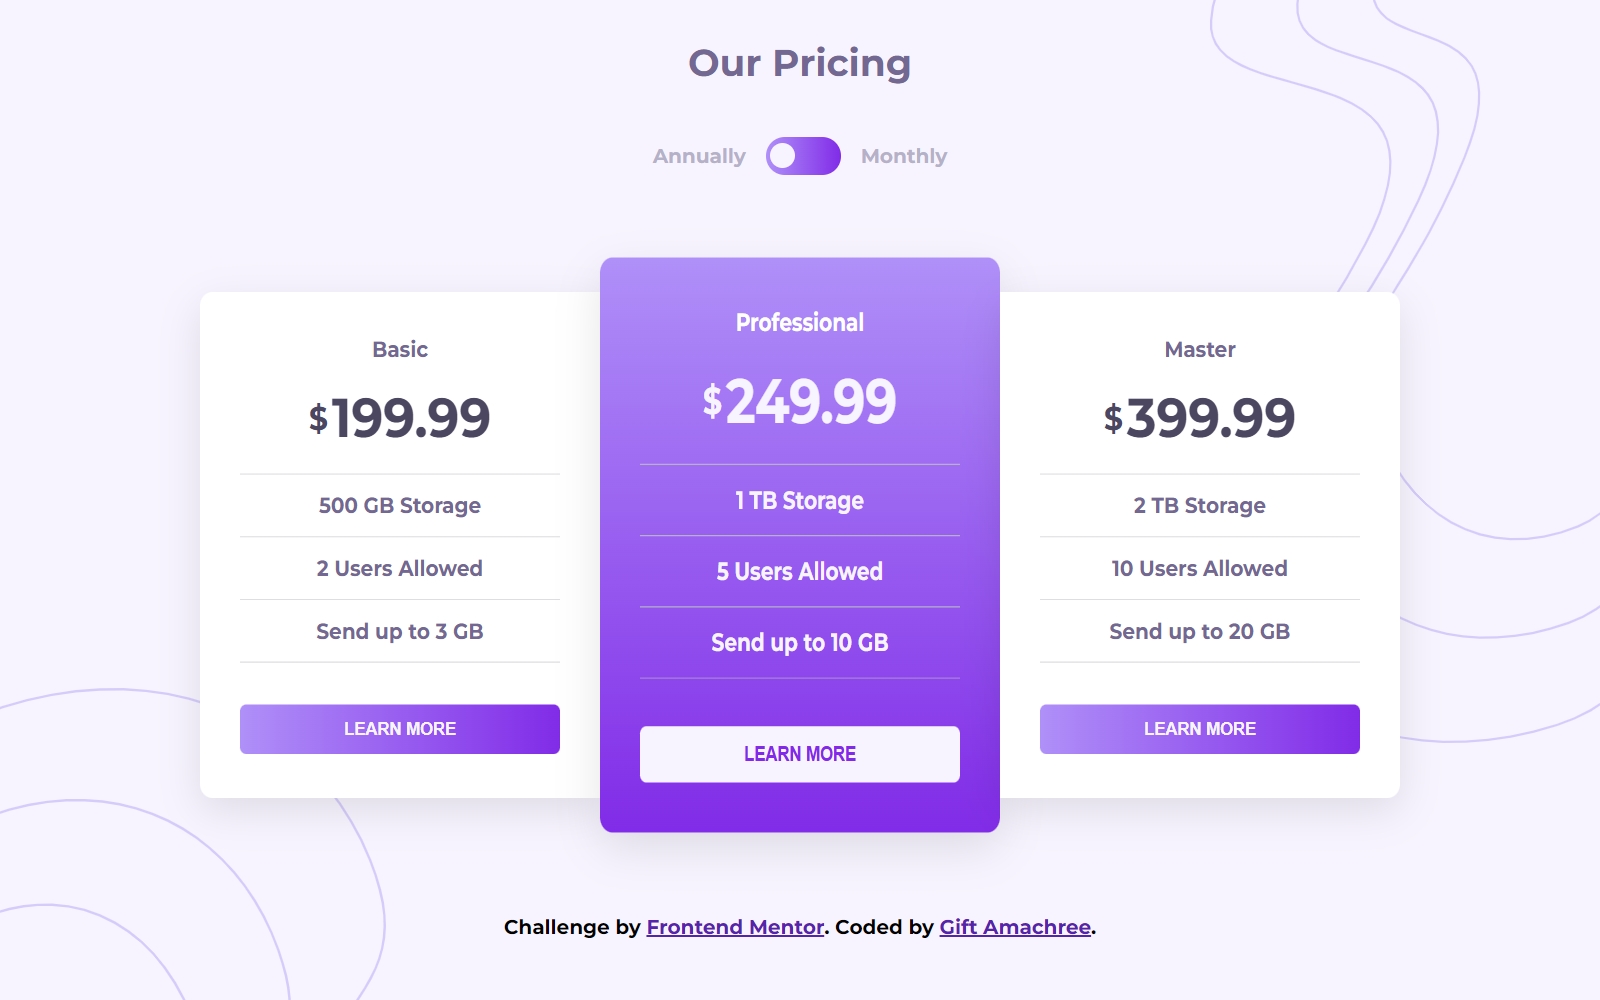 Our Pricing
Annually Monthly
Basic
$199.99
500 GB Storage
2 Users Allowed
Send up to 3 GB
LEARN MORE
Professional
$249.99
1 TB Storage
5 Users Allowed
Send up to 10 GB
LEARN MORE
Master
$399.99
2 TB Storage
10 Users Allowed
Send up to 20 GB
LEARN MORE
Challenge by Frontend Mentor. Coded by Gift Amachree.